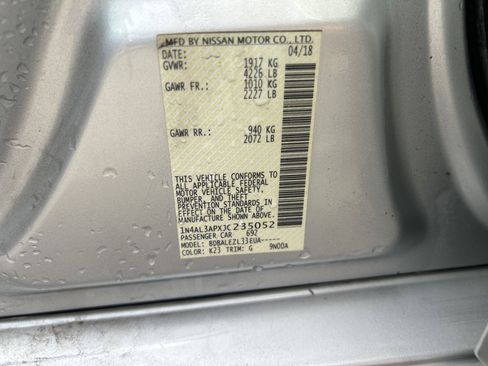 MFD BY NISSAN MOTOR CO., LTD.
DATE: 04/18
GVWR: 1917 KG
4226 LB
GAWR FR.: 1010 KG
2227 LB
GAWR RR.: 940 KG
2072 LB
THIS VEHICLE CONFORMS TO
ALL APPLICABLE FEDERAL
MOTOR VEHICLE SAFETY,
BUMPER, AND THEFT
PREVENTION STANDARDS IN
EFFECT ON THE DATE OF
MANUFACTURE SHOWN ABOVE.
1N4AL3APXJC235052
PASSENGER CAR 692
MODEL: BDBALEZL33EUA-----
COLOR: K23 TRIM: G 9N00A